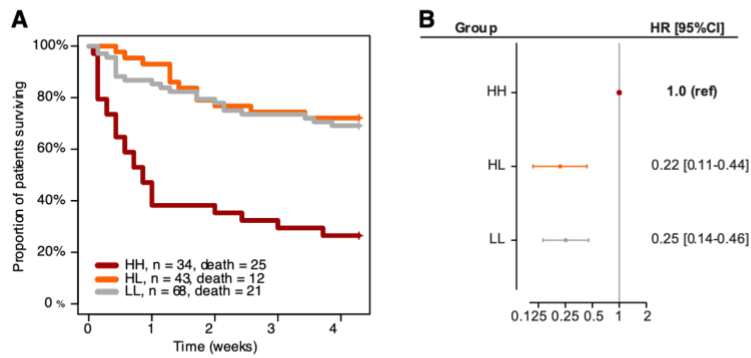 A
Proportion of patients surviving
100%
80%
60%
40%
20%
0 %
HH, n = 34, death = 25
HL, n = 43, death = 12
LL, n = 68, death = 21
0 1 2 3 4
Time (weeks)
B
Group HR [95%CI]
HH 1.0 (ref)
HL 0.22 [0.11-0.44]
LL 0.25 [0.14-0.46]
0.125 0.25 0.5 1 2